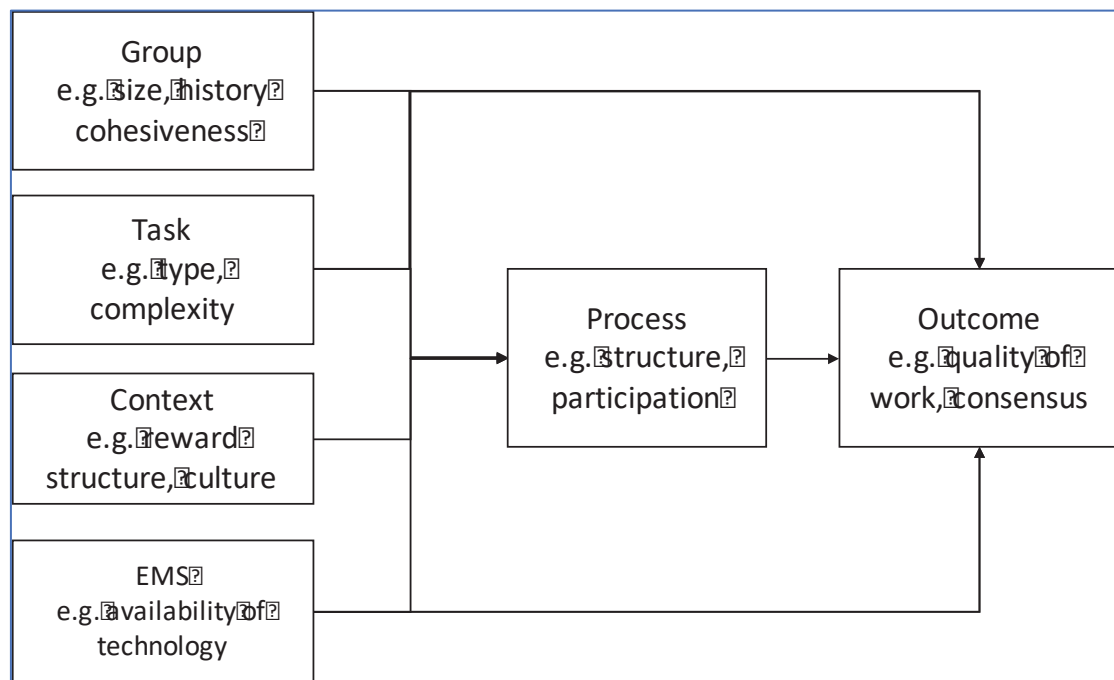 Group
e.g. size, history
cohesiveness
Task
e.g. type,
complexity
Context
e.g. reward
structure, culture
EMS
e.g. availability of
technology
Process
e.g. structure,
participation
Outcome
e.g. quality of
work, consensus